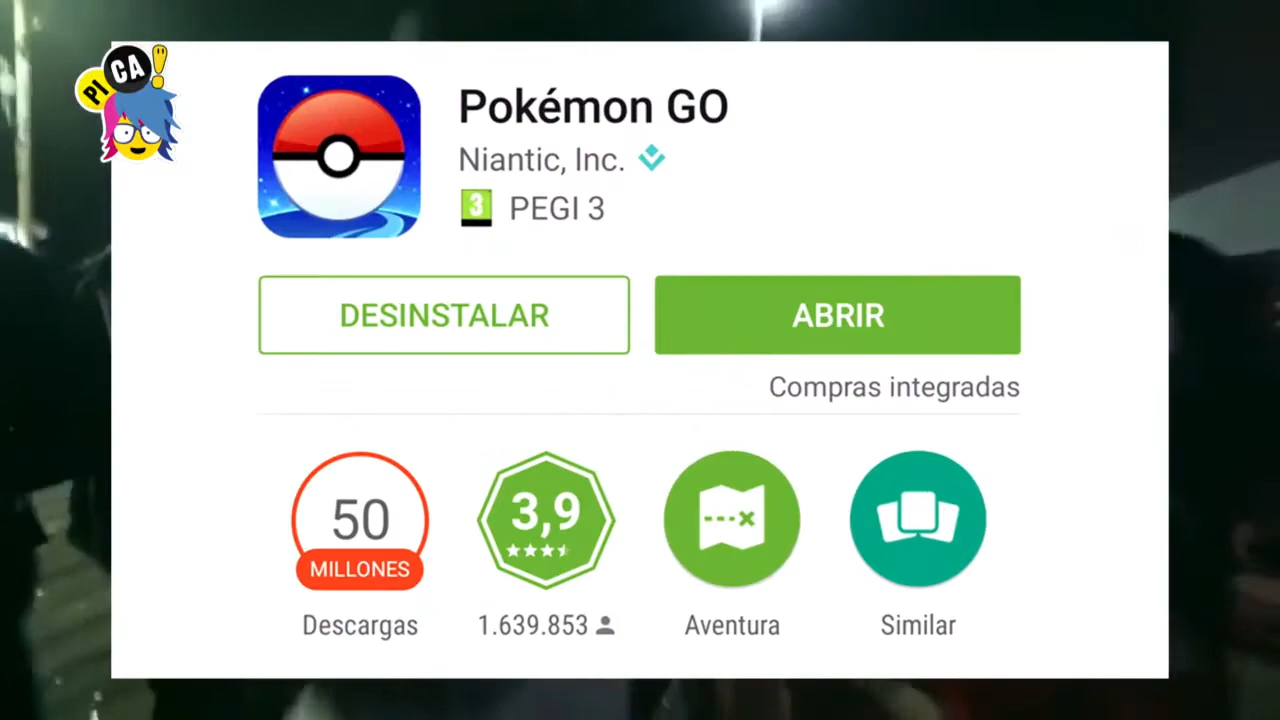 PI CA!
Pokémon GO
Niantic, Inc.
3 PEGI 3
DESINSTALAR
ABRIR
Compras integradas
50
MILLONES
Descargas
3,9
1.639.853
Aventura
Similar